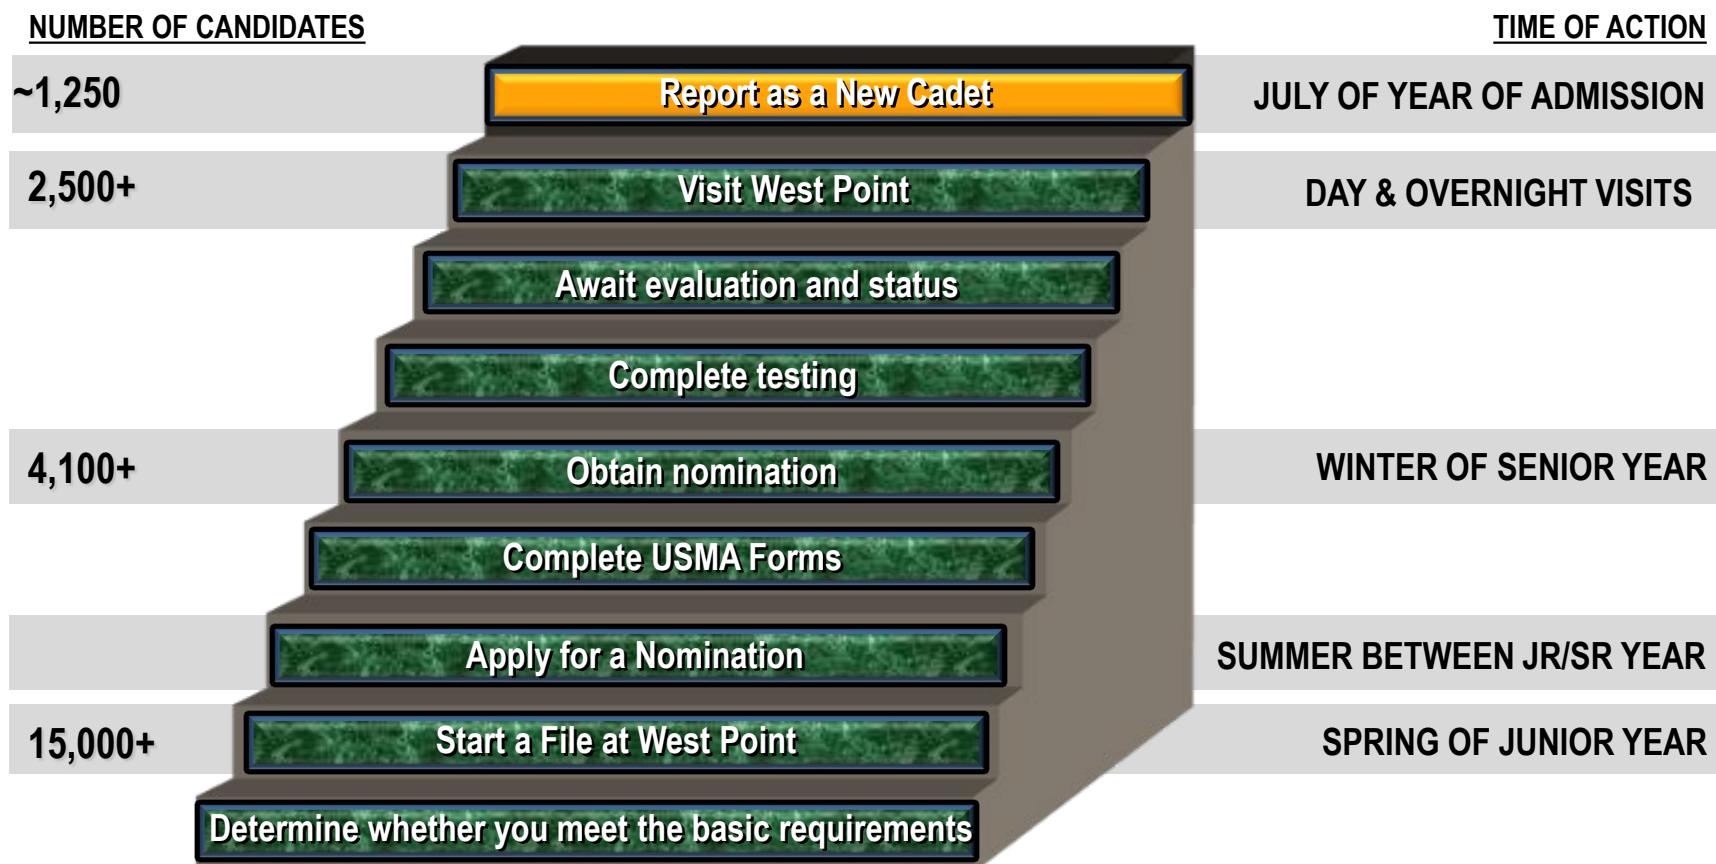 NUMBER OF CANDIDATES
TIME OF ACTION
~1,250
Report as a New Cadet
JULY OF YEAR OF ADMISSION
2,500+
Visit West Point
DAY & OVERNIGHT VISITS
Await evaluation and status
Complete testing
4,100+
Obtain nomination
WINTER OF SENIOR YEAR
Complete USMA Forms
Apply for a Nomination
SUMMER BETWEEN JR/SR YEAR
15,000+
Start a File at West Point
SPRING OF JUNIOR YEAR
Determine whether you meet the basic requirements